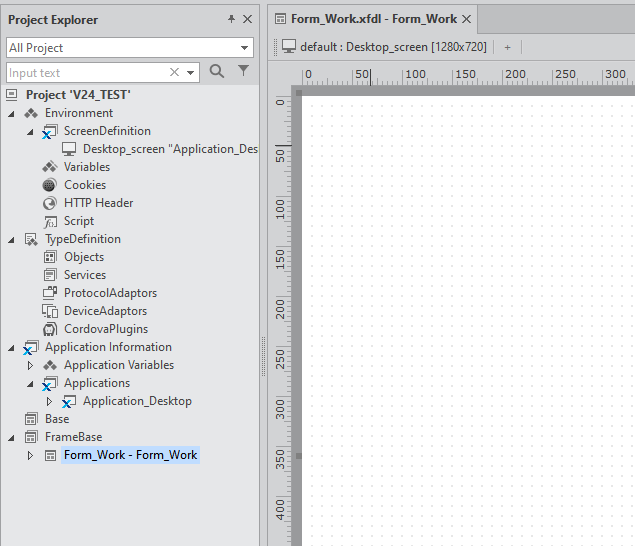 Project Explorer
All Project
Input text
Project 'V24_TEST'
Environment
ScreenDefinition
Desktop_screen "Application_Des
Variables
Cookies
HTTP Header
Script
TypeDefinition
Objects
Services
ProtocolAdaptors
DeviceAdaptors
CordovaPlugins
Application Information
Application Variables
Applications
Application_Desktop
Base
FrameBase
Form_Work - Form_Work
Form_Work.xfdl - Form_Work
default : Desktop_screen [1280x720]
+
0 50 100 150 200 250 300
0
50
100
150
200
250
300
350
400